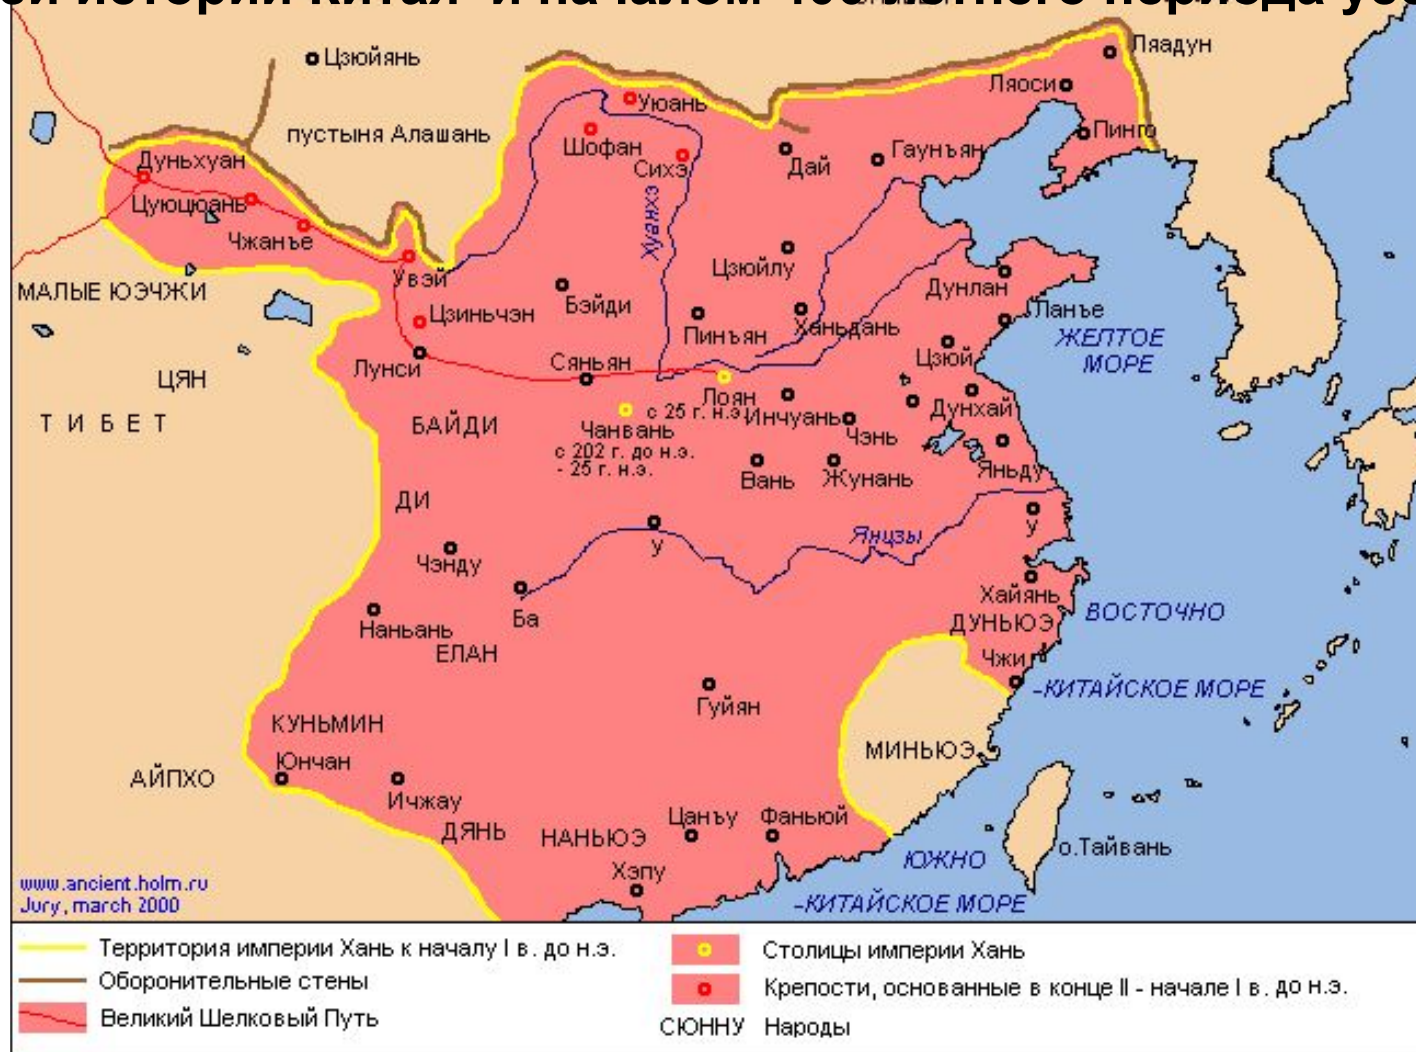 Цзюйянь
Ляадун
Ляоси
Пинго
пустыня Алашань
Уюань
Шофан
Сихэ
Дай
Гаунъян
Дуньхуан
Цуюцюань
Чжанъе
Хуанхэ
Увэй
Цзюйлу
МАЛЫЕ ЮЭЧЖИ
Бэйди
Дунлан
Цзиньчэн
Пинъян
Ханьдань
Ланъе
ЖЕЛТОЕ
МОРЕ
Лунси
Сяньян
Цзюй
ЦЯН
Лоян
с 25 г. н.э.
Инчуань
Дунхай
ТИБЕТ
БАЙДИ
Чанвань
с 202 г. до н.э.
- 25 г. н.э.
Чэнь
Вань
Жунань
Яньду
ДИ
У
Янцзы
У
Чэнду
Ба
Хайянь
ВОСТОЧНО
Наньань
ДУНЬЮЭ
ЕЛАН
Чжи
-КИТАЙСКОЕ МОРЕ
Гуйян
КУНЬМИН
МИНЬЮЭ
Юнчан
АЙПХО
Ичжау
ДЯНЬ
НАНЬЮЭ
Цанъу
Фаньюй
ЮЖНО
о.Тайвань
Хэпу
-КИТАЙСКОЕ МОРЕ
www.ancient.holm.ru
Jury, march 2000
Территория империи Хань к началу I в. до н.э.
Оборонительные стены
Великий Шелковый Путь
Столицы империи Хань
Крепости, основанные в конце II - начале I в. до н.э.
СЮННУ Народы